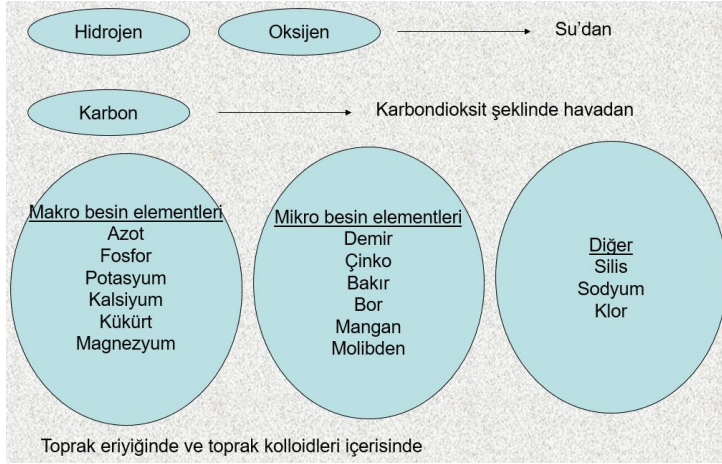 Hidrojen
Oksijen
Su'dan
Karbon
Karbondioksit şeklinde havadan
Makro besin elementleri
Azot
Fosfor
Potasyum
Kalsiyum
Kükürt
Magnezyum
Mikro besin elementleri
Demir
Çinko
Bakır
Bor
Mangan
Molibden
Diğer
Silis
Sodyum
Klor
Toprak eriyiğinde ve toprak kolloidleri içerisinde